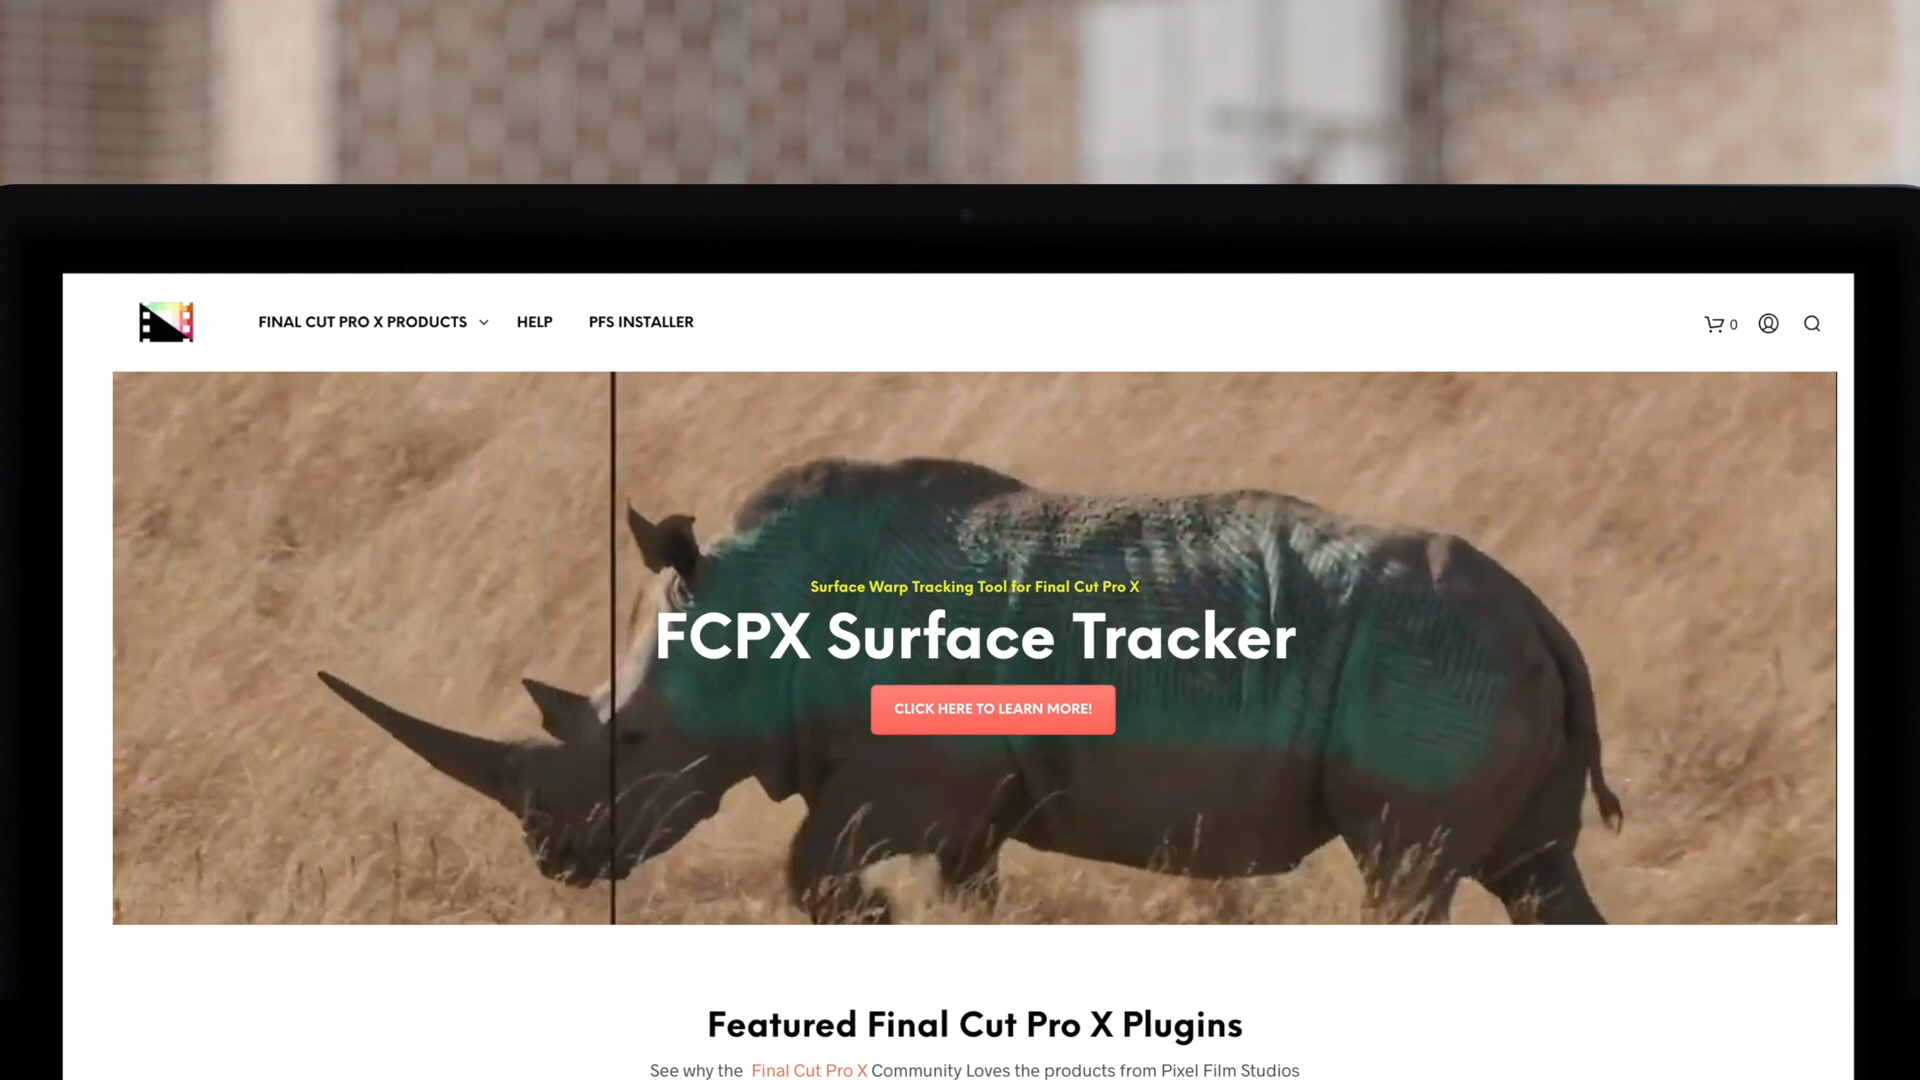 FINAL CUT PRO X PRODUCTS HELP PFS INSTALLER 0
Surface Warp Tracking Tool for Final Cut Pro X
FCPX Surface Tracker
CLICK HERE TO LEARN MORE!
Featured Final Cut Pro X Plugins
See why the Final Cut Pro X Community Loves the products from Pixel Film Studios